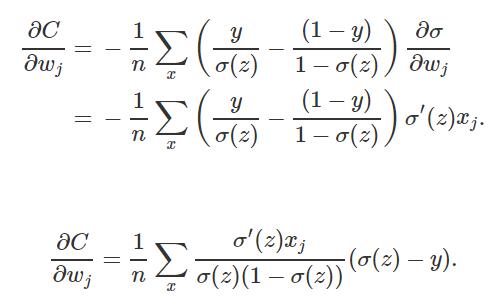 ∂C/∂w_j = − 1/n ∑_x ( y/σ(z) − (1 − y)/(1 − σ(z)) ) ∂σ/∂w_j
= − 1/n ∑_x ( y/σ(z) − (1 − y)/(1 − σ(z)) ) σ′(z)x_j.
∂C/∂w_j = 1/n ∑_x σ′(z)x_j/(σ(z)(1 − σ(z))) (σ(z) − y).